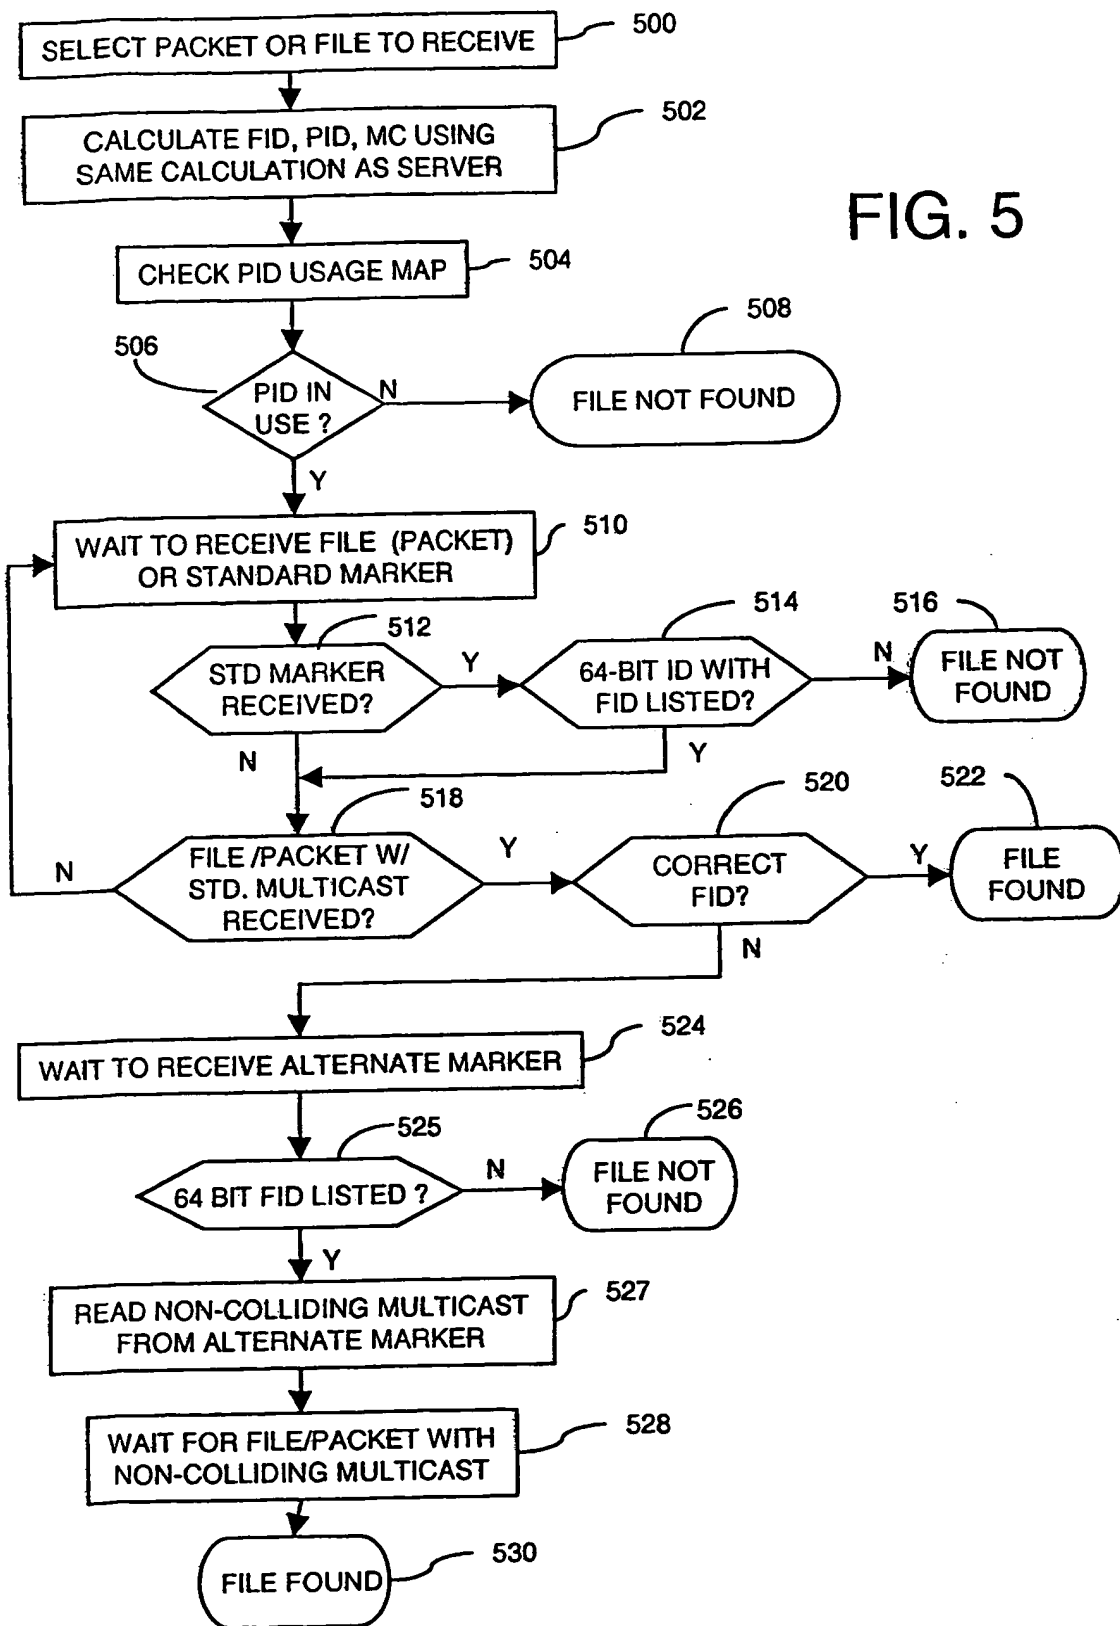 500
SELECT PACKET OR FILE TO RECEIVE
502
CALCULATE FID, PID, MC USING
SAME CALCULATION AS SERVER
FIG. 5
504
CHECK PID USAGE MAP
508
506
PID IN
USE ?
N
FILE NOT FOUND
Y
510
WAIT TO RECEIVE FILE (PACKET)
OR STANDARD MARKER
512
514
516
STD MARKER
RECEIVED?
Y
64-BIT ID WITH
FID LISTED?
N
FILE NOT
FOUND
N
Y
518
520
522
N
FILE /PACKET W/
STD. MULTICAST
RECEIVED?
Y
CORRECT
FID?
Y
FILE
FOUND
N
524
WAIT TO RECEIVE ALTERNATE MARKER
525
526
64 BIT FID LISTED ?
N
FILE NOT
FOUND
Y
527
READ NON-COLLIDING MULTICAST
FROM ALTERNATE MARKER
528
WAIT FOR FILE/PACKET WITH
NON-COLLIDING MULTICAST
530
FILE FOUND